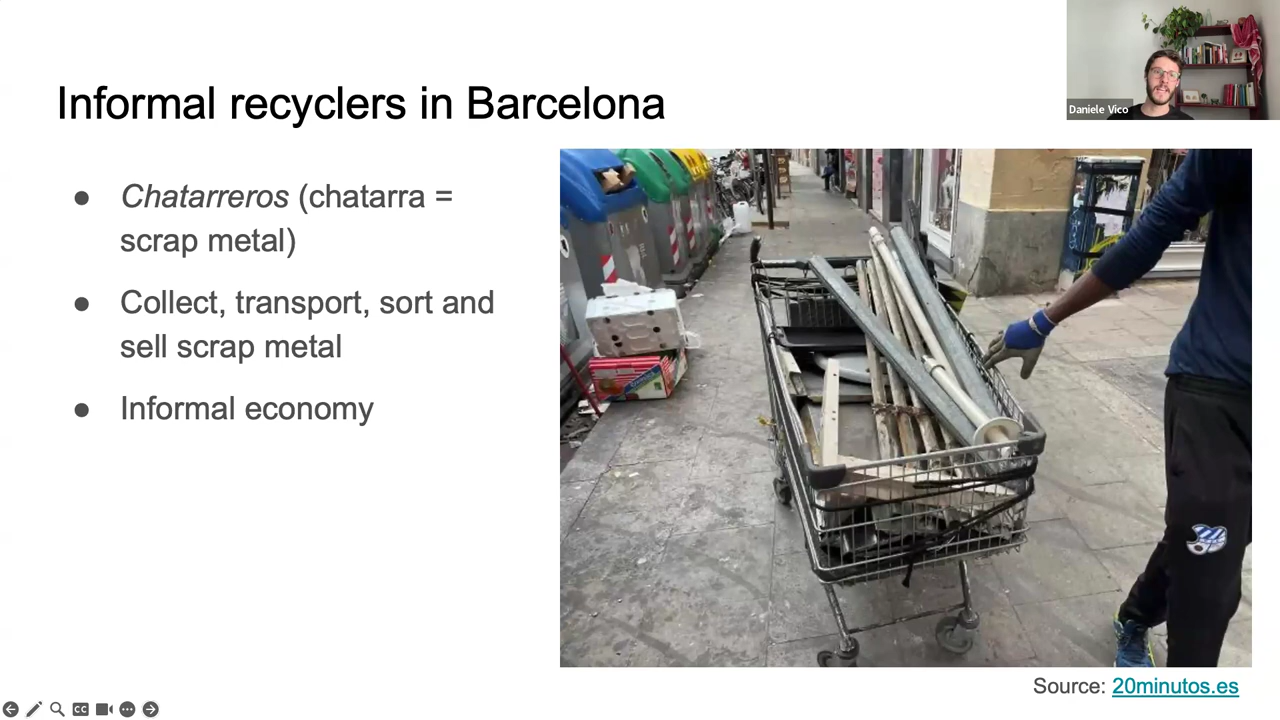 Informal recyclers in Barcelona
Daniele Vico
● Chatarreros (chatarra =
scrap metal)
● Collect, transport, sort and
sell scrap metal
● Informal economy
Source: 20minutos.es
CC